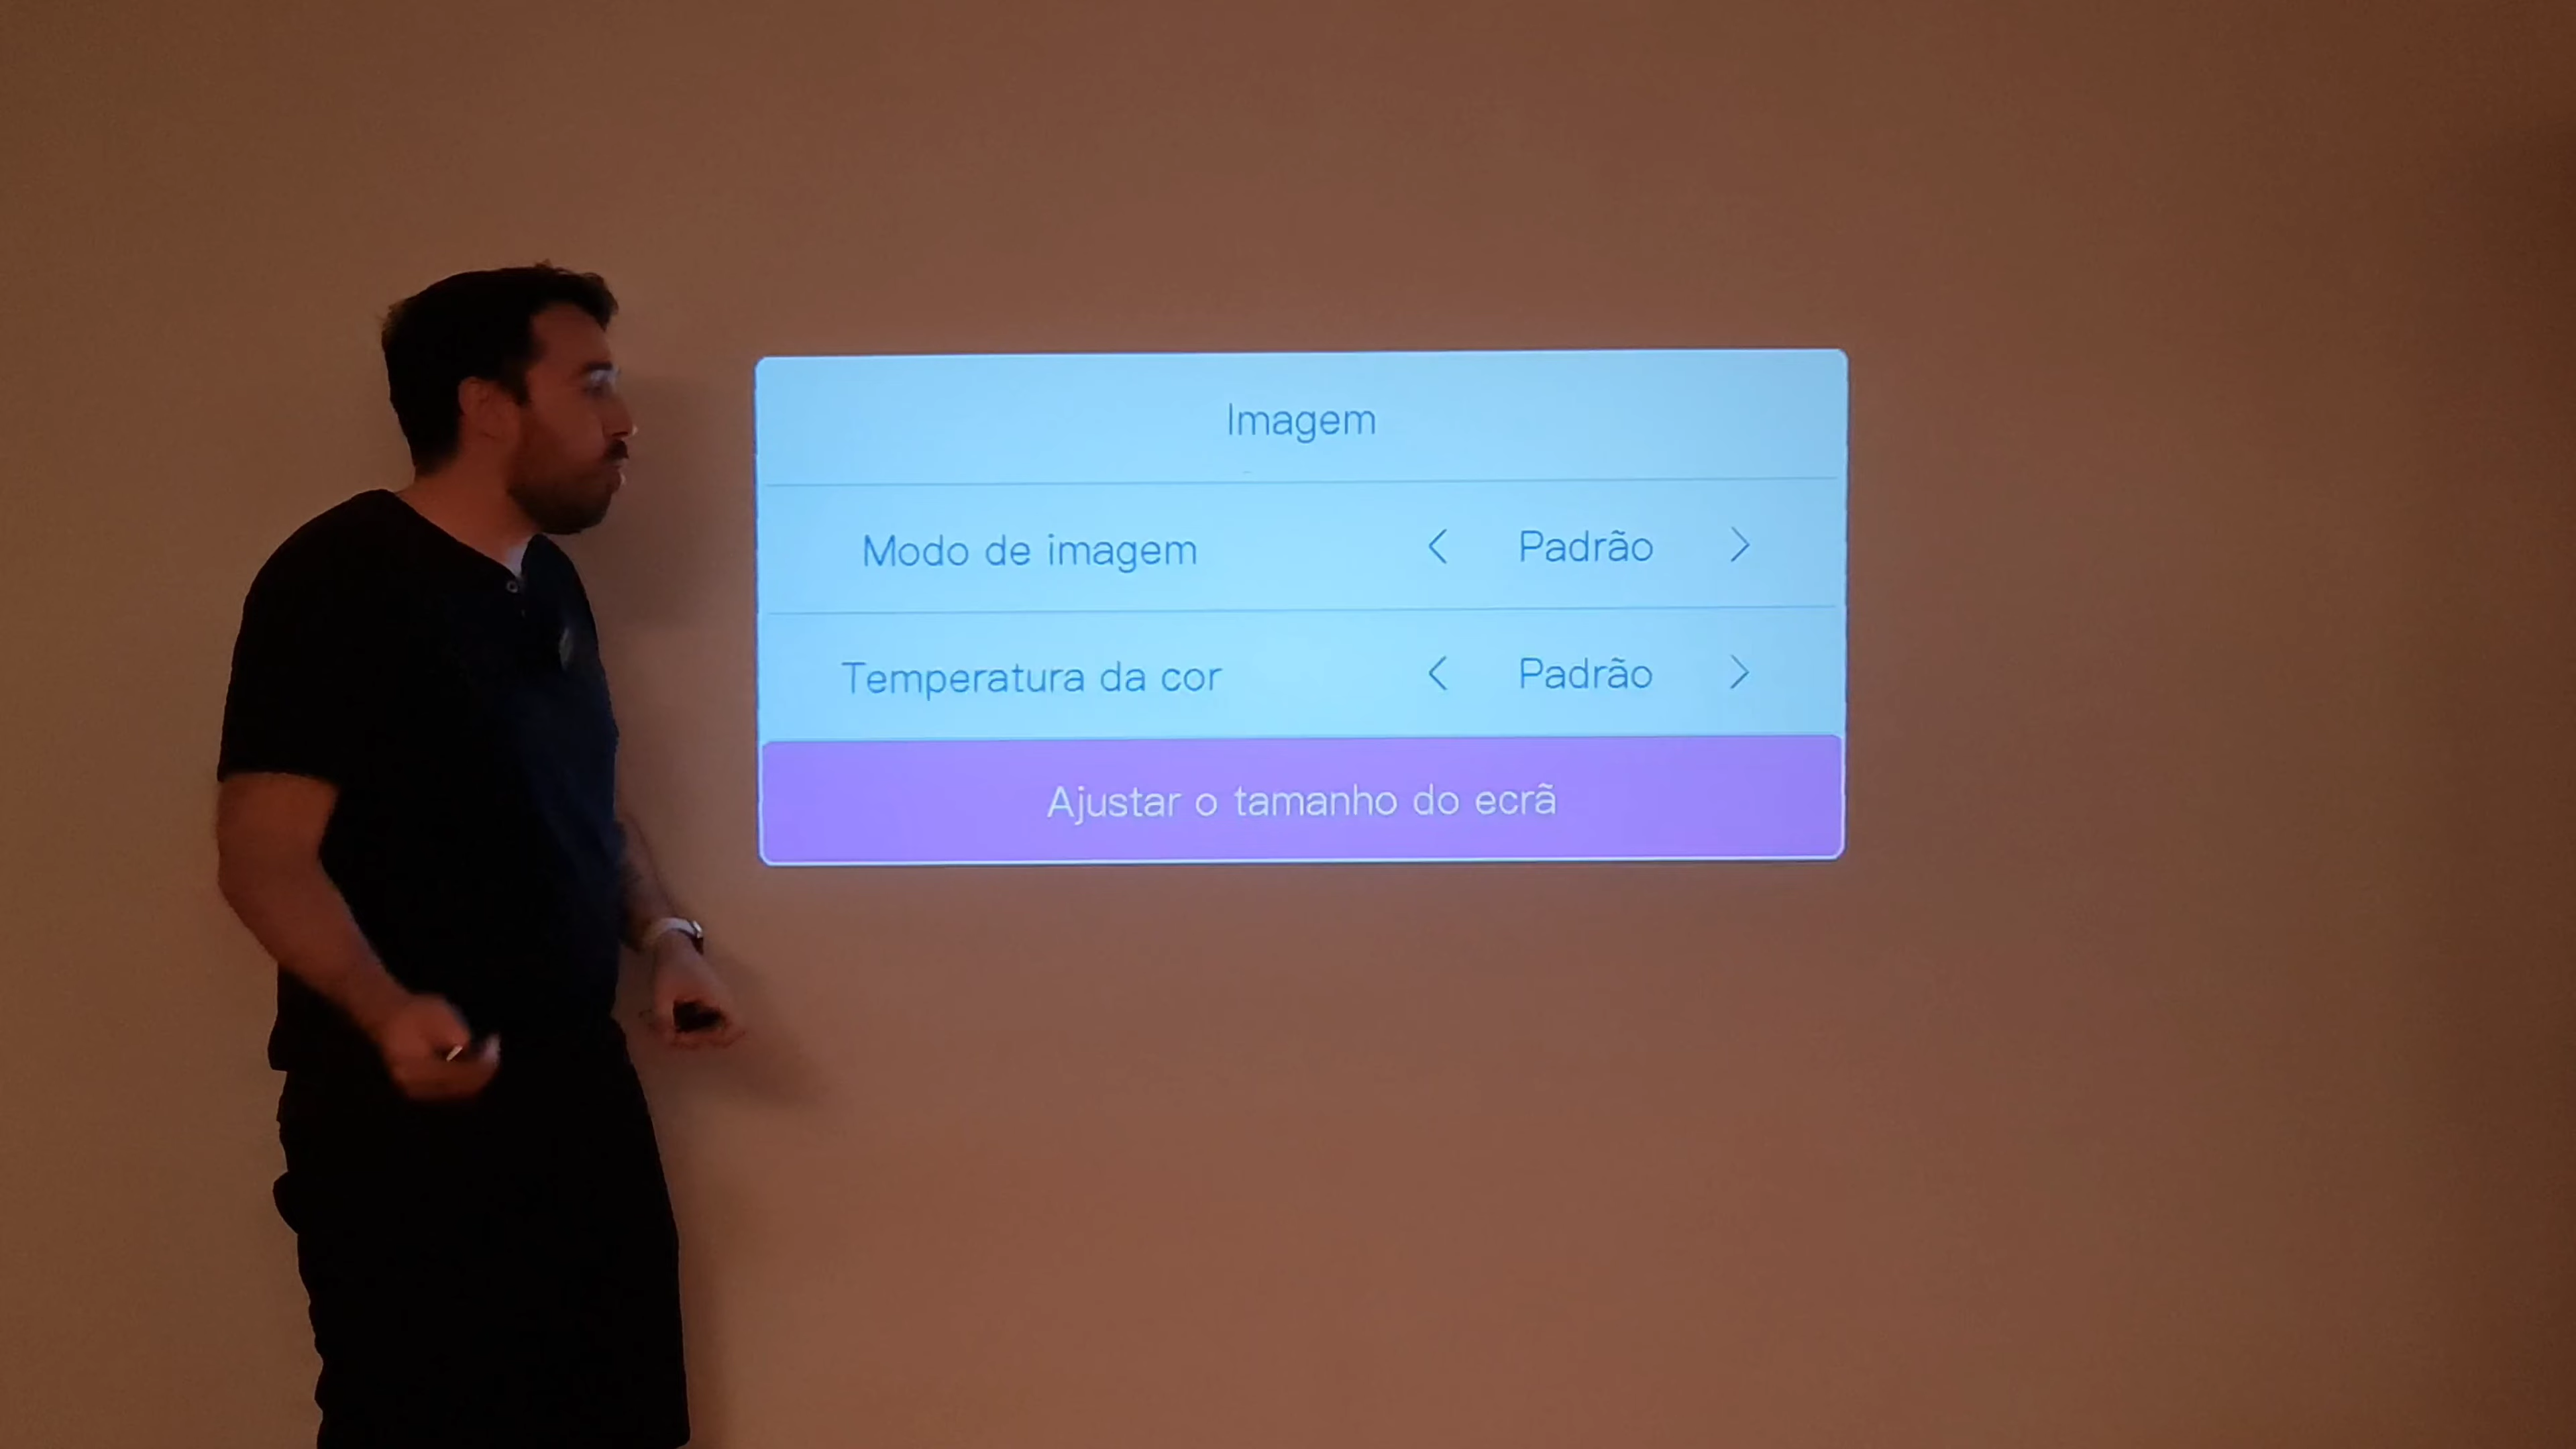 Imagem
Modo de imagem < Padrão >
Temperatura da cor < Padrão >
Ajustar o tamanho do ecrã